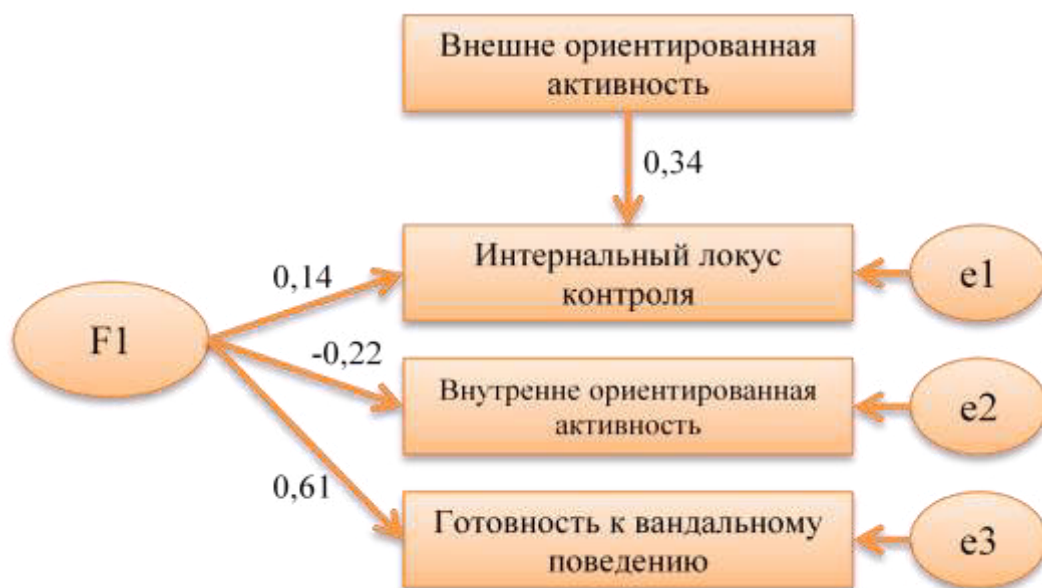 Внешне ориентированная
активность
0,34
Интернальный локус
контроля
e1
0,14
F1
-0,22
Внутренне ориентированная
активность
e2
0,61
Готовность к вандальному
поведению
e3